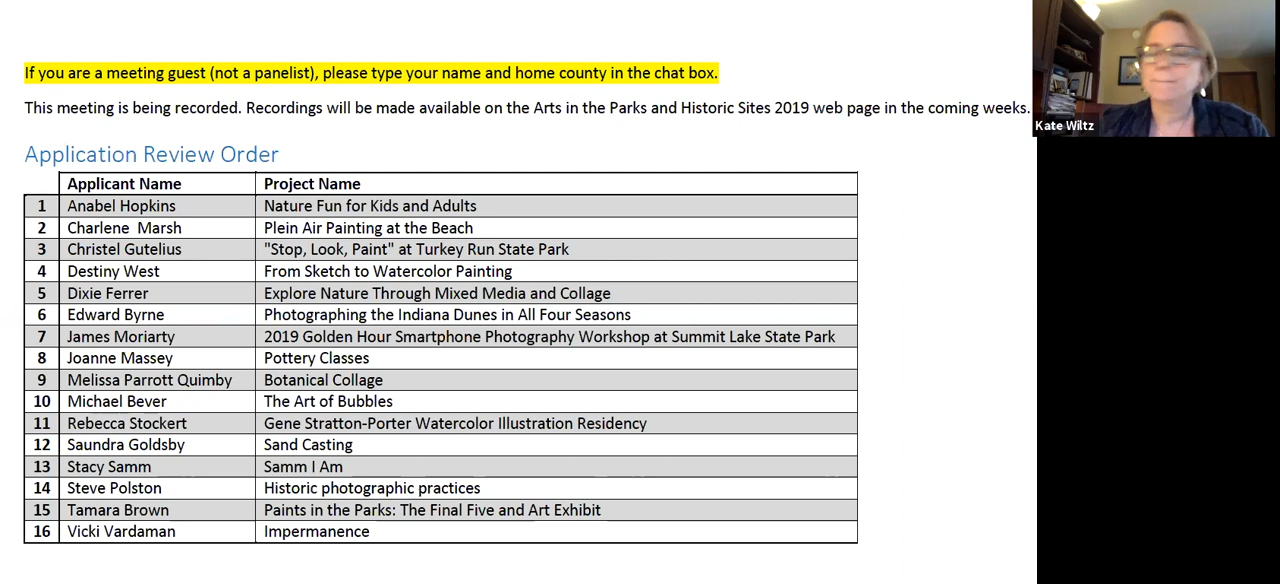 If you are a meeting guest (not a panelist), please type your name and home county in the chat box.
This meeting is being recorded. Recordings will be made available on the Arts in the Parks and Historic Sites 2019 web page in the coming weeks.
Kate Wiltz
Application Review Order
Applicant Name Project Name
1 Anabel Hopkins Nature Fun for Kids and Adults
2 Charlene Marsh Plein Air Painting at the Beach
3 Christel Gutelius "Stop, Look, Paint" at Turkey Run State Park
4 Destiny West From Sketch to Watercolor Painting
5 Dixie Ferrer Explore Nature Through Mixed Media and Collage
6 Edward Byrne Photographing the Indiana Dunes in All Four Seasons
7 James Moriarty 2019 Golden Hour Smartphone Photography Workshop at Summit Lake State Park
8 Joanne Massey Pottery Classes
9 Melissa Parrott Quimby Botanical Collage
10 Michael Bever The Art of Bubbles
11 Rebecca Stockert Gene Stratton-Porter Watercolor Illustration Residency
12 Saundra Goldsby Sand Casting
13 Stacy Samm Samm I Am
14 Steve Polston Historic photographic practices
15 Tamara Brown Paints in the Parks: The Final Five and Art Exhibit
16 Vicki Vardaman Impermanence